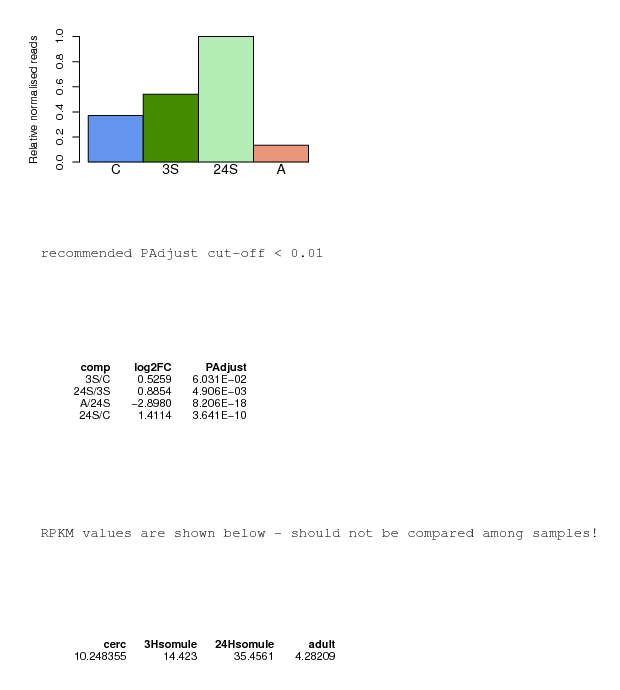 Relative normalised reads
1.0
0.8
0.6
0.4
0.2
0.0
C 3S 24S A
recommended PAdjust cut-off < 0.01
comp log2FC PAdjust
3S/C 0.5259 6.031E-02
24S/3S 0.8854 4.906E-03
A/24S -2.8980 8.206E-18
24S/C 1.4114 3.641E-10
RPKM values are shown below - should not be compared among samples!
cerc 3Hsomule 24Hsomule adult
10.248355 14.423 35.4561 4.28209